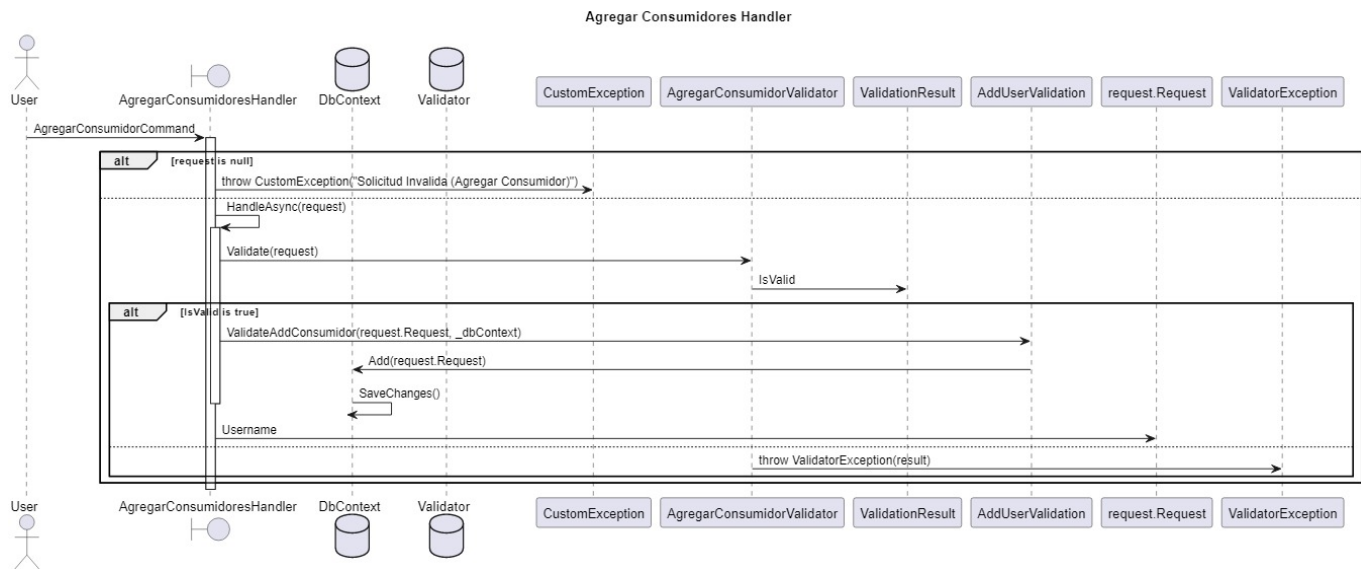 Agregar Consumidores Handler
User
AgregarConsumidoresHandler
DbContext
Validator
CustomException
AgregarConsumidorValidator
ValidationResult
AddUserValidation
request.Request
ValidatorException
AgregarConsumidorCommand
alt [request is null]
throw CustomException("Solicitud Invalida (Agregar Consumidor)")
HandleAsync(request)
Validate(request)
IsValid
alt [IsValid is true]
ValidateAddConsumidor(request.Request, _dbContext)
Add(request.Request)
SaveChanges()
Username
throw ValidatorException(result)
User
AgregarConsumidoresHandler
DbContext
Validator
CustomException
AgregarConsumidorValidator
ValidationResult
AddUserValidation
request.Request
ValidatorException